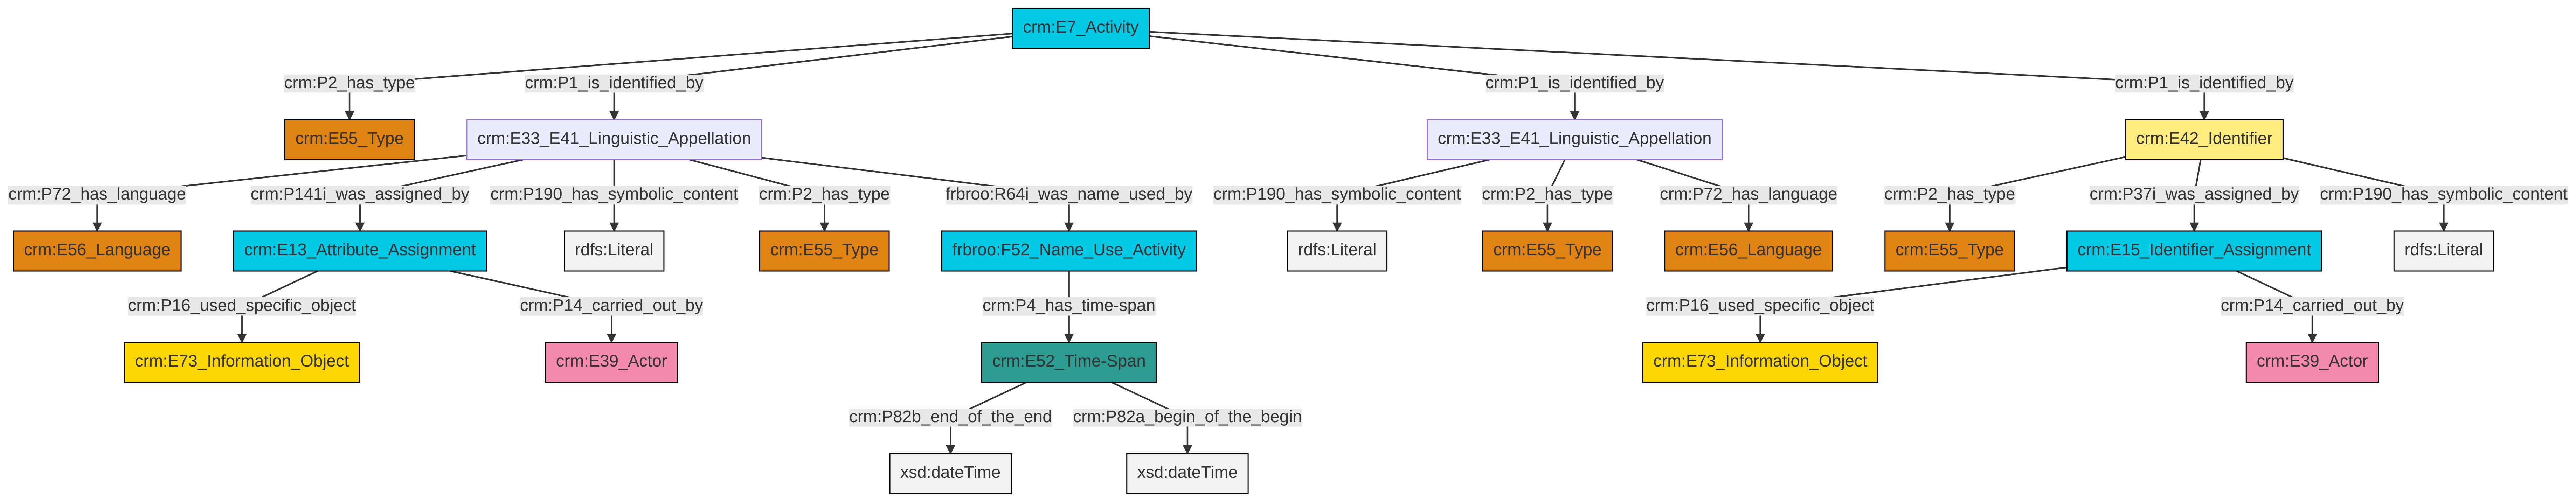 crm:E7_Activity
crm:P2_has_type
crm:P1_is_identified_by
crm:P1_is_identified_by
crm:P1_is_identified_by
crm:E55_Type
crm:E33_E41_Linguistic_Appellation
crm:E33_E41_Linguistic_Appellation
crm:E42_Identifier
crm:P72_has_language
crm:P141i_was_assigned_by
crm:P190_has_symbolic_content
crm:P2_has_type
frbroo:R64i_was_name_used_by
crm:P190_has_symbolic_content
crm:P2_has_type
crm:P72_has_language
crm:P2_has_type
crm:P37i_was_assigned_by
crm:P190_has_symbolic_content
crm:E56_Language
crm:E13_Attribute_Assignment
rdfs:Literal
crm:E55_Type
frbroo:F52_Name_Use_Activity
rdfs:Literal
crm:E55_Type
crm:E56_Language
crm:E55_Type
crm:E15_Identifier_Assignment
rdfs:Literal
crm:P16_used_specific_object
crm:P14_carried_out_by
crm:P4_has_time-span
crm:P16_used_specific_object
crm:P14_carried_out_by
crm:E73_Information_Object
crm:E39_Actor
crm:E52_Time-Span
crm:E73_Information_Object
crm:E39_Actor
crm:P82b_end_of_the_end
crm:P82a_begin_of_the_begin
xsd:dateTime
xsd:dateTime